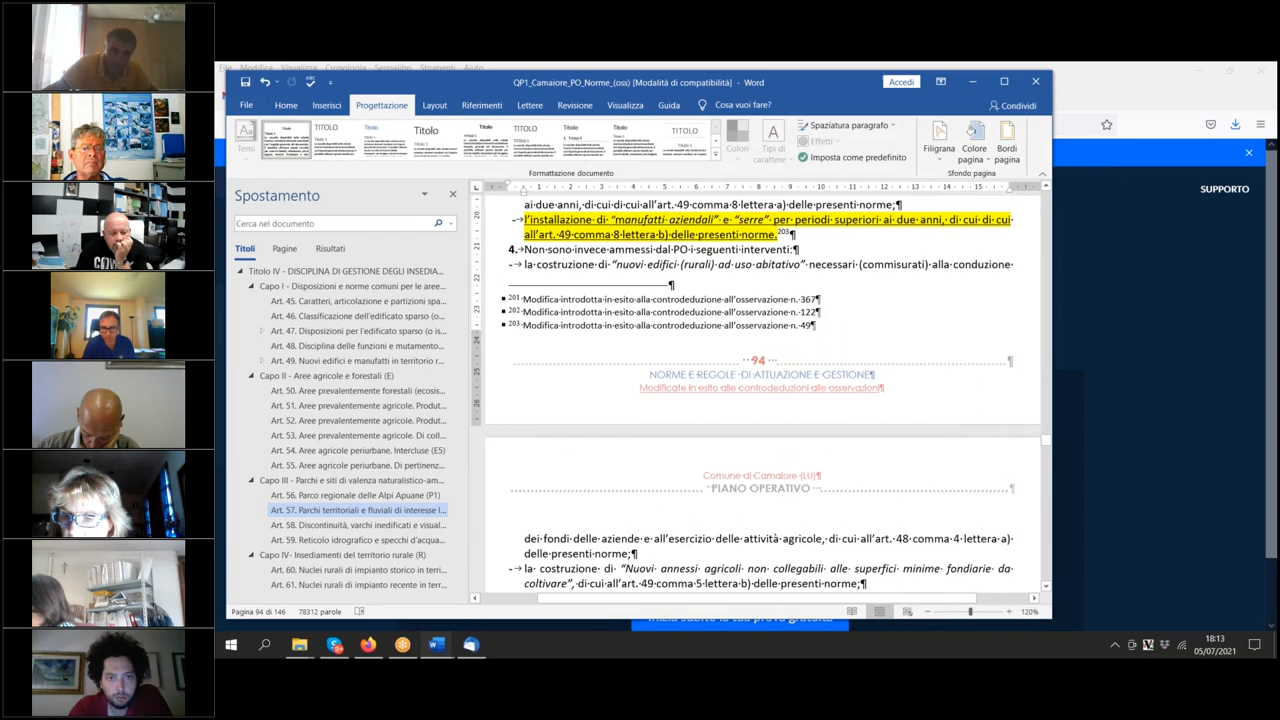 File Modifica Visualizza Cronologia Segnalibri Strumenti Aiuto
QP1_Camaiore_PO_Norme_(oss) [Modalità di compatibilità] - Word
Accedi
File Home Inserisci Progettazione Layout Riferimenti Lettere Revisione Visualizza Guida Cosa vuoi fare? Condividi
Aa
Temi
TITOLO
Titolo
Colori
A
Tipi di carattere
Spaziatura paragrafo
Effetti
Imposta come predefinito
Filigrana
Colore pagina
Bordi pagina
Formattazione documento
Sfondo pagina
SUPPORTO
Spostamento
Cerca nel documento
Titoli Pagine Risultati
Titolo IV - DISCIPLINA DI GESTIONE DEGLI INSEDIA...
Capo I - Disposizioni e norme comuni per le aree...
Art. 45. Caratteri, articolazione e partizioni spa...
Art. 46. Classificazione dell'edificato sparso (o is...
Art. 47. Disposizioni per l'edificato sparso (o is...
Art. 48. Disciplina delle funzioni e mutamento...
Art. 49. Nuovi edifici e manufatti in territorio r...
Capo II - Aree agricole e forestali (E)
Art. 50. Aree prevalentemente forestali (ecosis...
Art. 51. Aree prevalentemente agricole. Produt...
Art. 52. Aree prevalentemente agricole. Produt...
Art. 53. Aree prevalentemente agricole. Di coll...
Art. 54. Aree agricole periurbane. Intercluse (E5)
Art. 55. Aree agricole periurbane. Di pertinenz...
Capo III - Parchi e siti di valenza naturalistico-am...
Art. 56. Parco regionale delle Alpi Apuane (P1)
Art. 57. Parchi territoriali e fluviali di interesse l...
Art. 58. Discontinuità, varchi inedificati e visual...
Art. 59. Reticolo idrografico e specchi d'acqua...
Capo IV- Insediamenti del territorio rurale (R)
Art. 60. Nuclei rurali di impianto storico in terri...
Art. 61. Nuclei rurali di impianto recente in terr...
ai due anni, di cui di cui all'art. 49 comma 8 lettera a) delle presenti norme;¶
- l'installazione di "manufatti aziendali" e "serre" per periodi superiori ai due anni, di cui di cui
all'art. 49 comma 8 lettera b) delle presenti norme.203¶
4. Non sono invece ammessi dal PO i seguenti interventi:¶
- la costruzione di "nuovi edifici (rurali) ad uso abitativo" necessari (commisurati) alla conduzione
201 Modifica introdotta in esito alla controdeduzione all'osservazione n. 367¶
202 Modifica introdotta in esito alla controdeduzione all'osservazione n. 122¶
203 Modifica introdotta in esito alla controdeduzione all'osservazione n. 49¶
94
NORME E REGOLE DI ATTUAZIONE E GESTIONE¶
Modificate in esito alle controdeduzioni alle osservazioni¶
Comune di Camaiore (LU)¶
PIANO OPERATIVO
dei fondi delle aziende e all'esercizio delle attività agricole, di cui all'art. 48 comma 4 lettera a)
delle presenti norme;¶
- la costruzione di "Nuovi annessi agricoli non collegabili alle superfici minime fondiarie da
coltivare", di cui all'art. 49 comma 5 lettera b) delle presenti norme;¶
Pagina 94 di 146 78312 parole 120%
Inizia subito la tua prova gratuita
18:13
05/07/2021